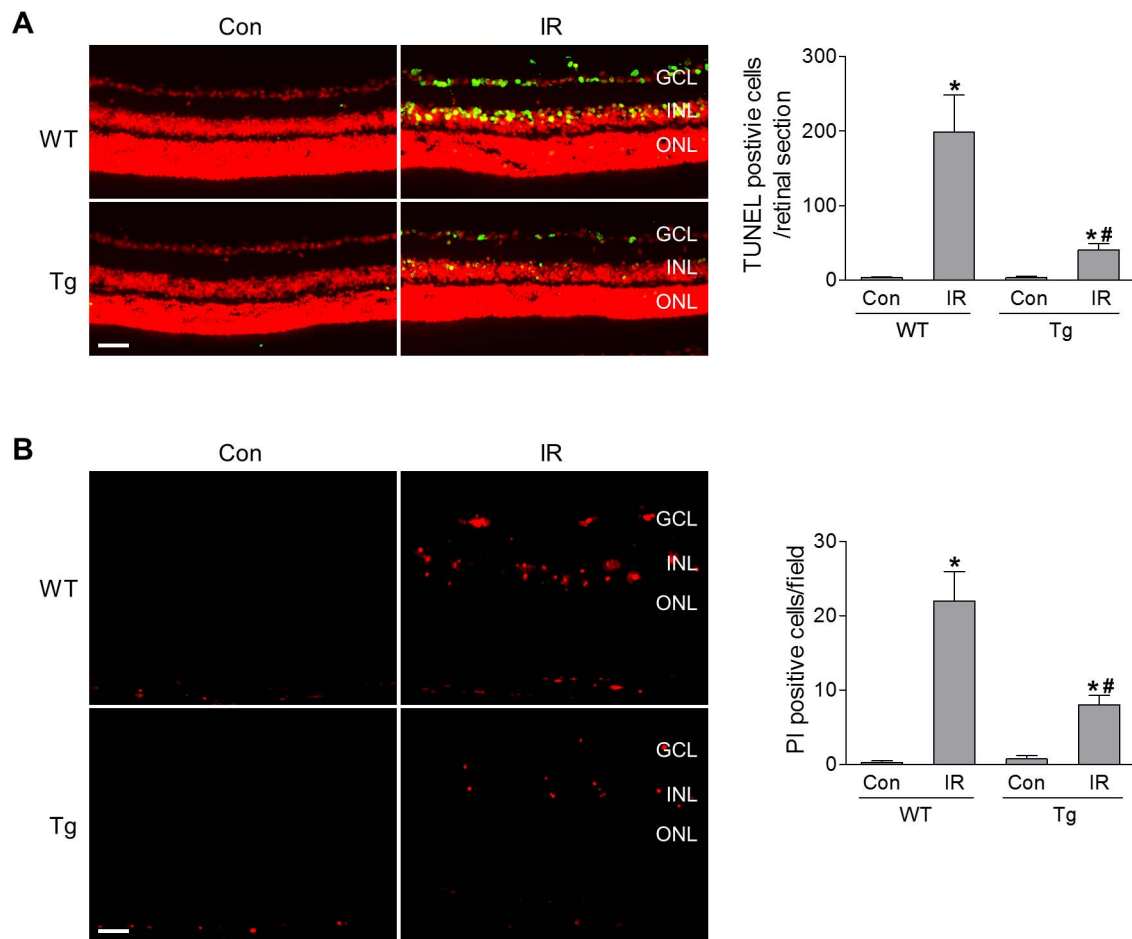 A
Con
IR
WT
GCL
INL
ONL
Tg
GCL
INL
ONL
TUNEL postivie cells
/retinal section
300
200
100
0
*
*#
Con IR Con IR
WT Tg
B
Con
IR
WT
GCL
INL
ONL
Tg
GCL
INL
ONL
PI positive cells/field
30
20
10
0
*
*#
Con IR Con IR
WT Tg